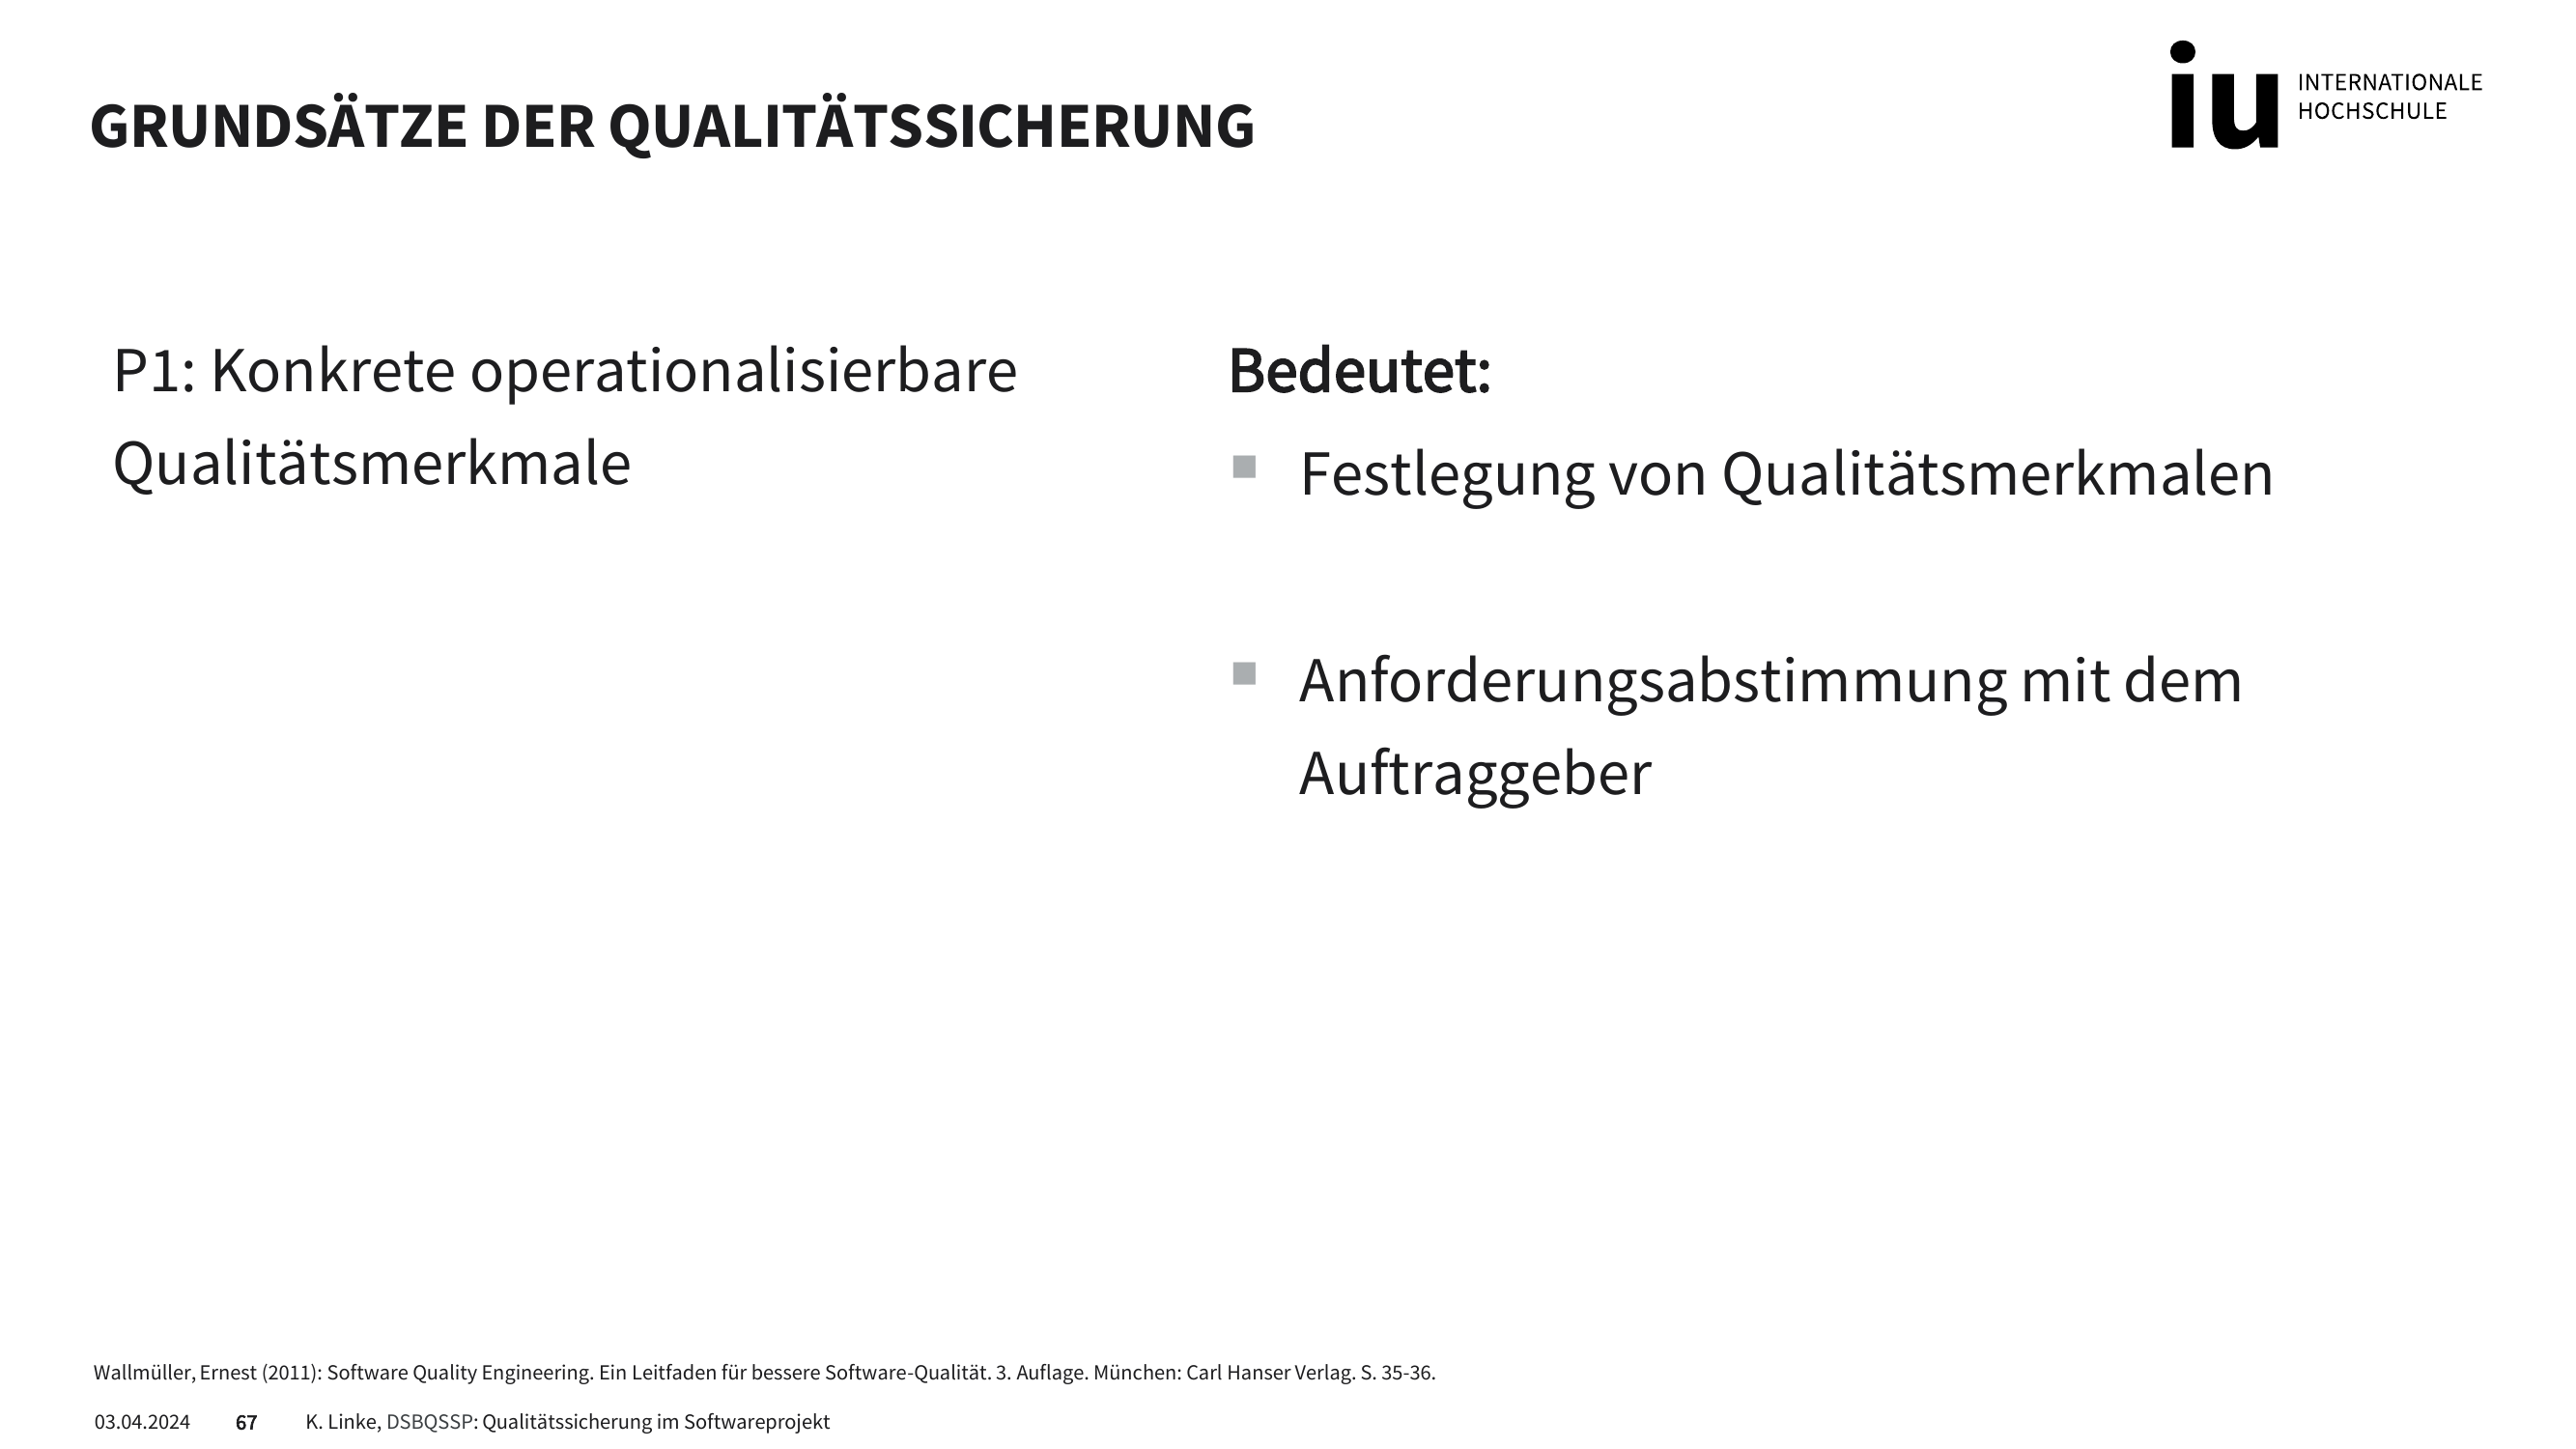 GRUNDSÄTZE DER QUALITÄTSSICHERUNG
iu INTERNATIONALE
HOCHSCHULE
P1: Konkrete operationalisierbare
Qualitätsmerkmale
Bedeutet:
■ Festlegung von Qualitätsmerkmalen
■ Anforderungsabstimmung mit dem
Auftraggeber
Wallmüller, Ernest (2011): Software Quality Engineering. Ein Leitfaden für bessere Software-Qualität. 3. Auflage. München: Carl Hanser Verlag. S. 35-36.
03.04.2024 67 K. Linke, DSBQSSP: Qualitätssicherung im Softwareprojekt